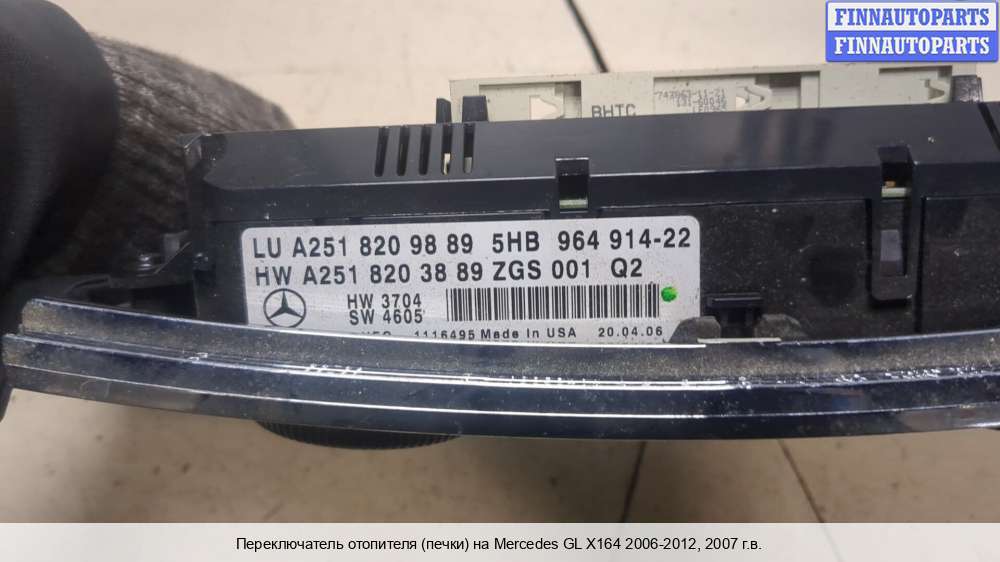 FINNAUTOPARTS
FINNAUTOPARTS
BHTC
LU A251 820 98 89 5HB 964 914-22
HW A251 820 38 89 ZGS 001 Q2
HW 3704
SW 4605
1116495 Made in USA 20.04.06
Переключатель отопителя (печки) на Mercedes GL X164 2006-2012, 2007 г.в.